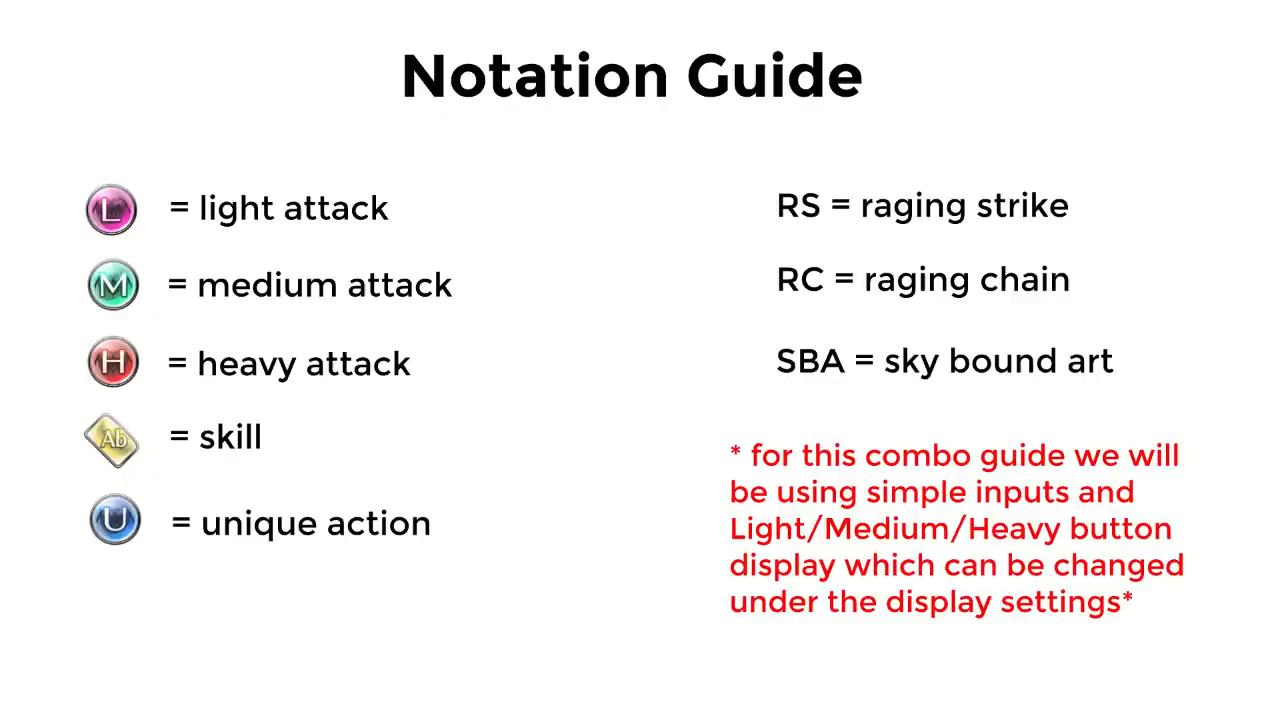 Notation Guide
L = light attack
M = medium attack
H = heavy attack
Ab = skill
U = unique action
RS = raging strike
RC = raging chain
SBA = sky bound art
* for this combo guide we will
be using simple inputs and
Light/Medium/Heavy button
display which can be changed
under the display settings*